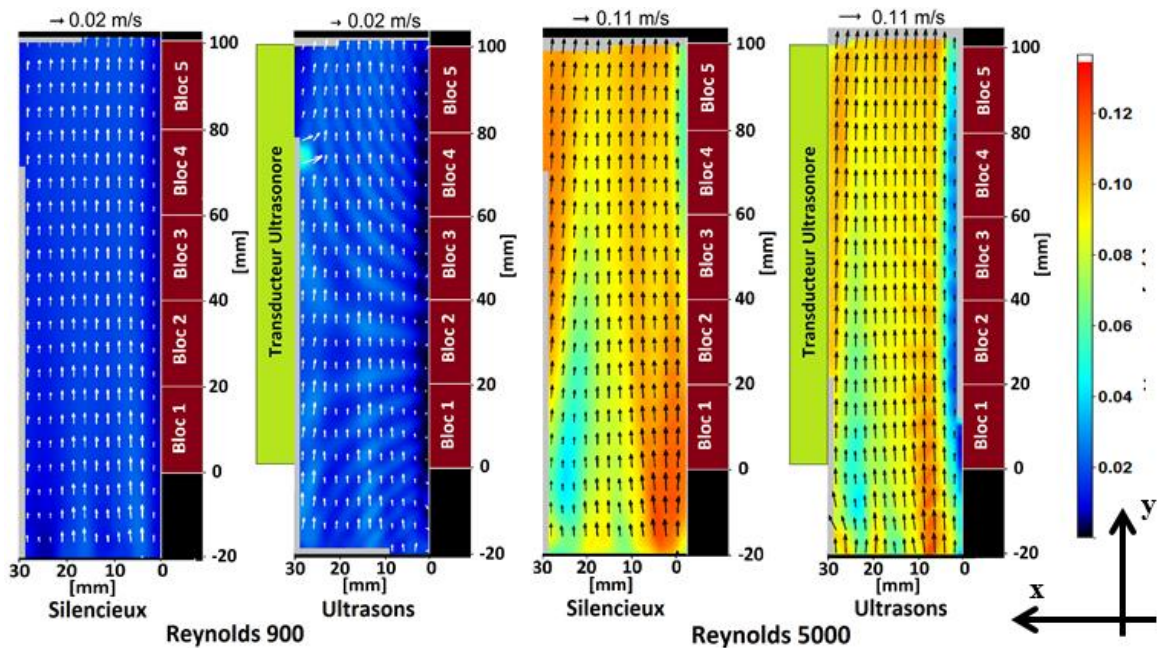 → 0.02 m/s
→ 0.02 m/s
→ 0.11 m/s
→ 0.11 m/s
100
80
60
[mm]
40
20
0
-20
Bloc 5
Bloc 4
Bloc 3
Bloc 2
Bloc 1
30 20 10 0
[mm]
Silencieux
Transducteur Ultrasonore
100
80
60
[mm]
40
20
0
-20
Bloc 5
Bloc 4
Bloc 3
Bloc 2
Bloc 1
30 20 10 0
[mm]
Ultrasons
Reynolds 900
100
80
60
[mm]
40
20
0
-20
Bloc 5
Bloc 4
Bloc 3
Bloc 2
Bloc 1
30 20 10 0
[mm]
Silencieux
Transducteur Ultrasonore
100
80
60
[mm]
40
20
0
-20
Bloc 5
Bloc 4
Bloc 3
Bloc 2
Bloc 1
30 20 10 0
[mm]
Ultrasons
Reynolds 5000
0.12
0.10
0.08
0.06
0.04
0.02
y
x